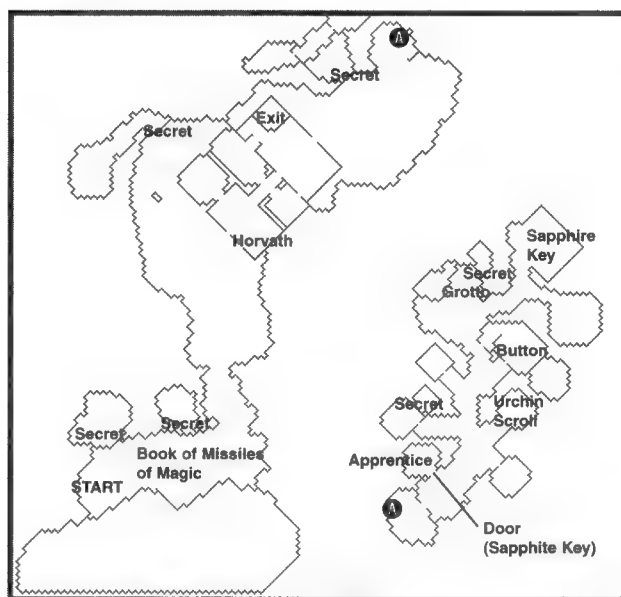 A
Secret
Exit
Secret
Horvath
Sapphire
Key
Secret
Grotto
Button
Secret
Urchin
Scroll
Secret
Secret
Book of Missiles
of Magic
START
Apprentice
A
Door
(Sapphite Key)